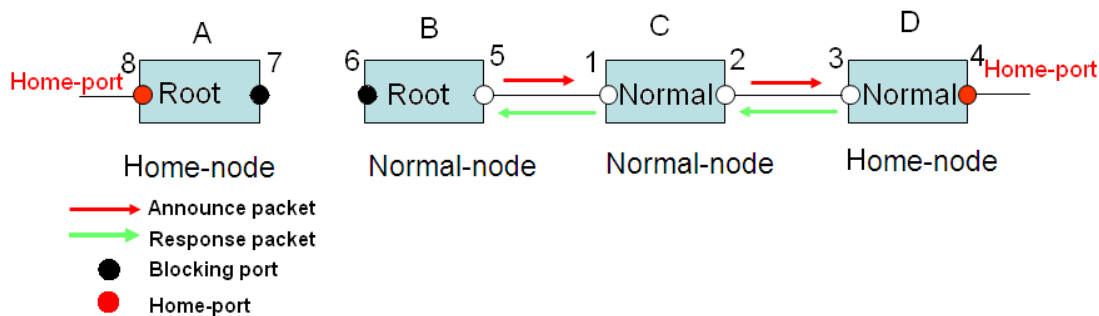 A
B
C
D
8
7
6
5
1
2
3
4
Home-port
Root
Root
Normal
Normal
Home-port
Home-node
Normal-node
Normal-node
Home-node
Announce packet
Response packet
Blocking port
Home-port